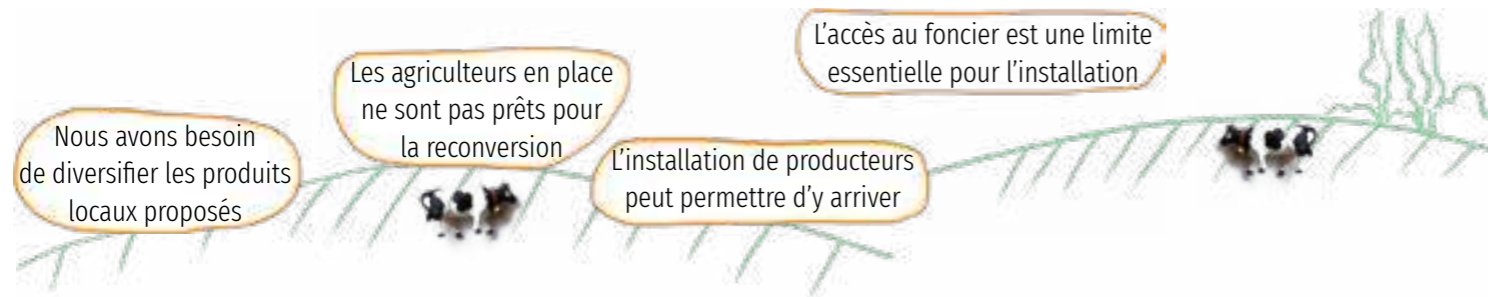 Nous avons besoin
de diversifier les produits
locaux proposés
Les agriculteurs en place
ne sont pas prêts pour
la reconversion
L’installation de producteurs
peut permettre d’y arriver
L’accès au foncier est une limite
essentielle pour l’installation